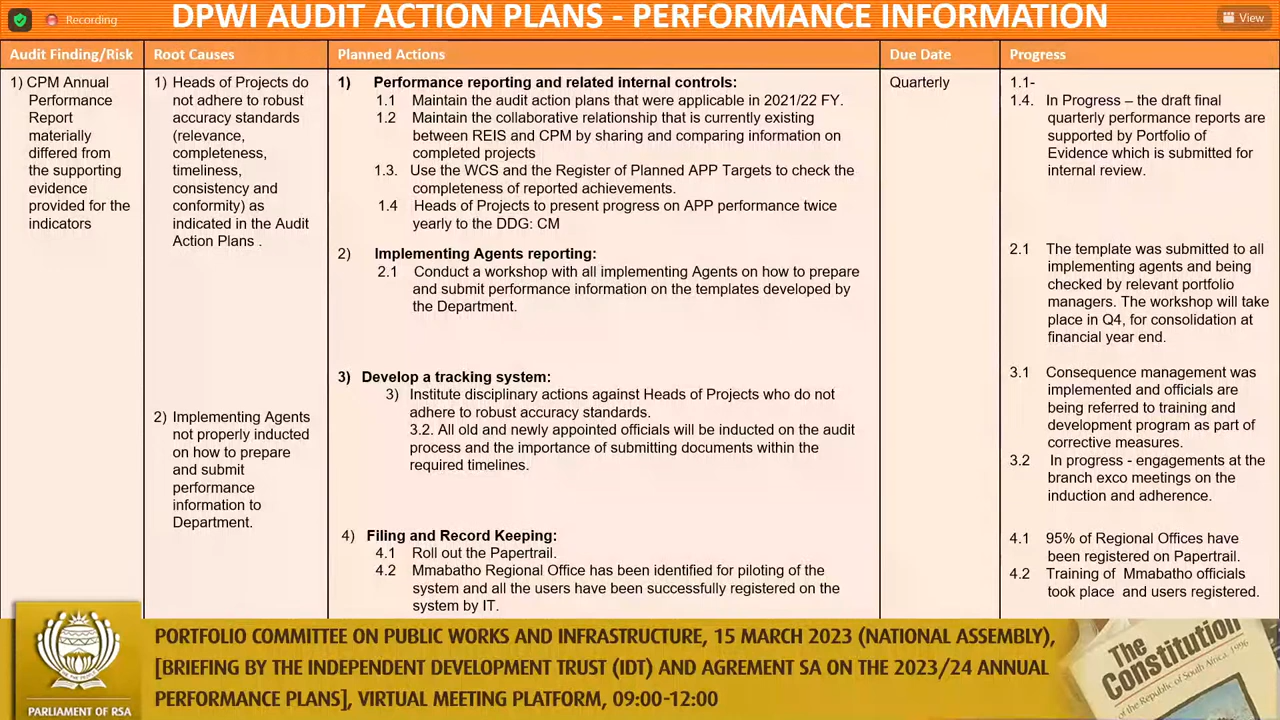 DPWI AUDIT ACTION PLANS - PERFORMANCE INFORMATION
Recording
View
Audit Finding/Risk
Root Causes
Planned Actions
Due Date
Progress
1) CPM Annual
Performance
Report
materially
differed from
the supporting
evidence
provided for the
indicators
1) Heads of Projects do
not adhere to robust
accuracy standards
(relevance,
completeness,
timeliness,
consistency and
conformity) as
indicated in the Audit
Action Plans .
2) Implementing Agents
not properly inducted
on how to prepare
and submit
performance
information to
Department.
1) Performance reporting and related internal controls:
1.1 Maintain the audit action plans that were applicable in 2021/22 FY.
1.2 Maintain the collaborative relationship that is currently existing
between REIS and CPM by sharing and comparing information on
completed projects
1.3. Use the WCS and the Register of Planned APP Targets to check the
completeness of reported achievements.
1.4 Heads of Projects to present progress on APP performance twice
yearly to the DDG: CM
2) Implementing Agents reporting:
2.1 Conduct a workshop with all implementing Agents on how to prepare
and submit performance information on the templates developed by
the Department.
3) Develop a tracking system:
3) Institute disciplinary actions against Heads of Projects who do not
adhere to robust accuracy standards.
3.2. All old and newly appointed officials will be inducted on the audit
process and the importance of submitting documents within the
required timelines.
4) Filing and Record Keeping:
4.1 Roll out the Papertrail.
4.2 Mmabatho Regional Office has been identified for piloting of the
system and all the users have been successfully registered on the
system by IT.
Quarterly
1.1-
1.4. In Progress – the draft final
quarterly performance reports are
supported by Portfolio of
Evidence which is submitted for
internal review.
2.1 The template was submitted to all
implementing agents and being
checked by relevant portfolio
managers. The workshop will take
place in Q4, for consolidation at
financial year end.
3.1 Consequence management was
implemented and officials are
being referred to training and
development program as part of
corrective measures.
3.2 In progress - engagements at the
branch exco meetings on the
induction and adherence.
4.1 95% of Regional Offices have
been registered on Papertrail.
4.2 Training of Mmabatho officials
took place and users registered.
PARLIAMENT OF RSA
PORTFOLIO COMMITTEE ON PUBLIC WORKS AND INFRASTRUCTURE, 15 MARCH 2023 (NATIONAL ASSEMBLY),
[BRIEFING BY THE INDEPENDENT DEVELOPMENT TRUST (IDT) AND AGREMENT SA ON THE 2023/24 ANNUAL
PERFORMANCE PLANS], VIRTUAL MEETING PLATFORM, 09:00-12:00
The
Constitution
of the Republic of South Africa, 1996